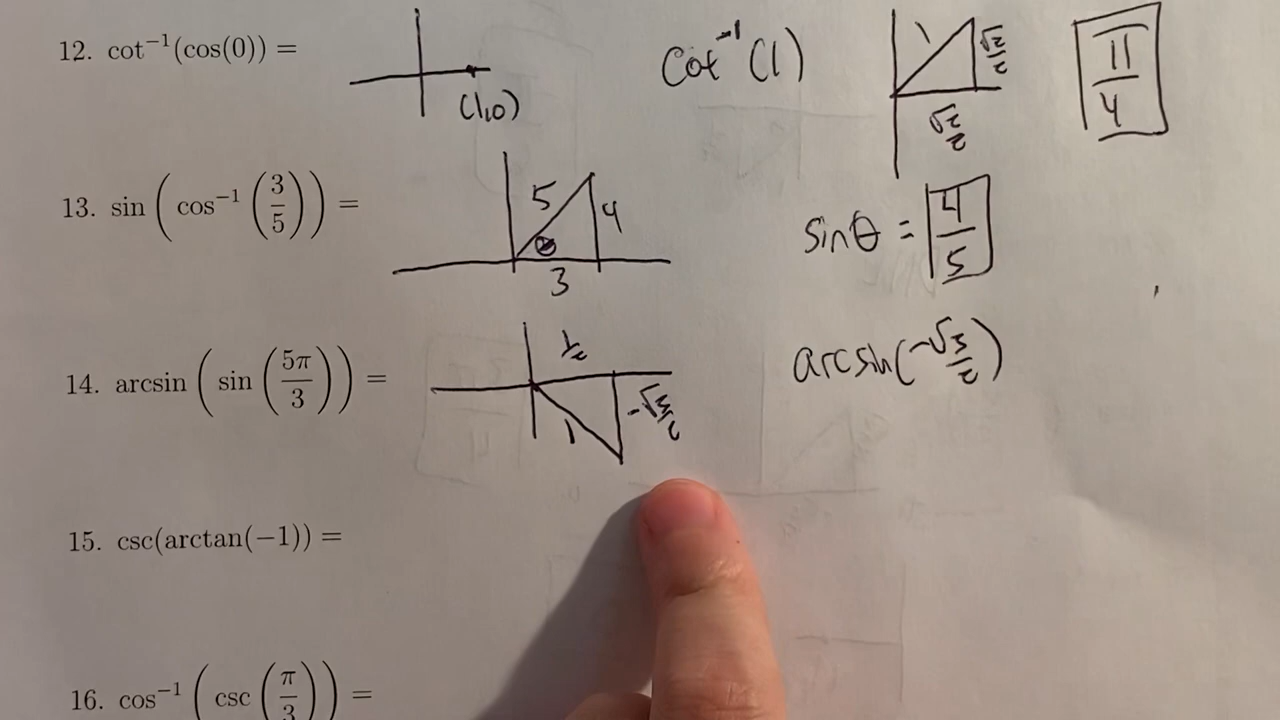 12. cot⁻¹(cos(0)) =
(1,0)
Cot⁻¹(1)
1
√2/2
√2/2
π/4
13. sin(cos⁻¹(3/5)) =
5
4
θ
3
sinθ = 4/5
14. arcsin(sin(5π/3)) =
1/2
-√3/2
1
arcsin(-√3/2)
15. csc(arctan(−1)) =
16. cos⁻¹(csc(π/3)) =